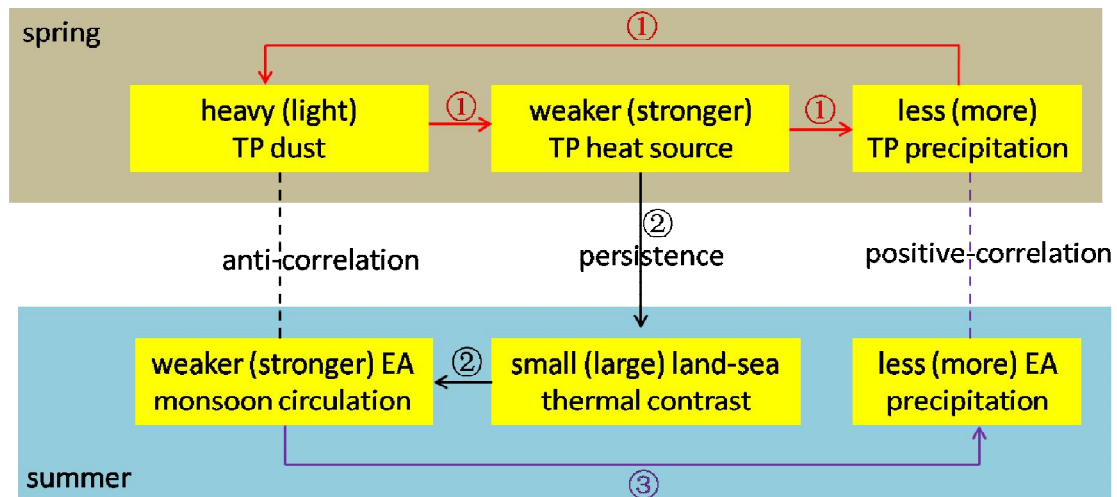 spring
①
heavy (light)
TP dust
①
weaker (stronger)
TP heat source
①
less (more)
TP precipitation
②
anti-correlation
persistence
positive-correlation
weaker (stronger) EA
monsoon circulation
②
small (large) land-sea
thermal contrast
less (more) EA
precipitation
summer
③